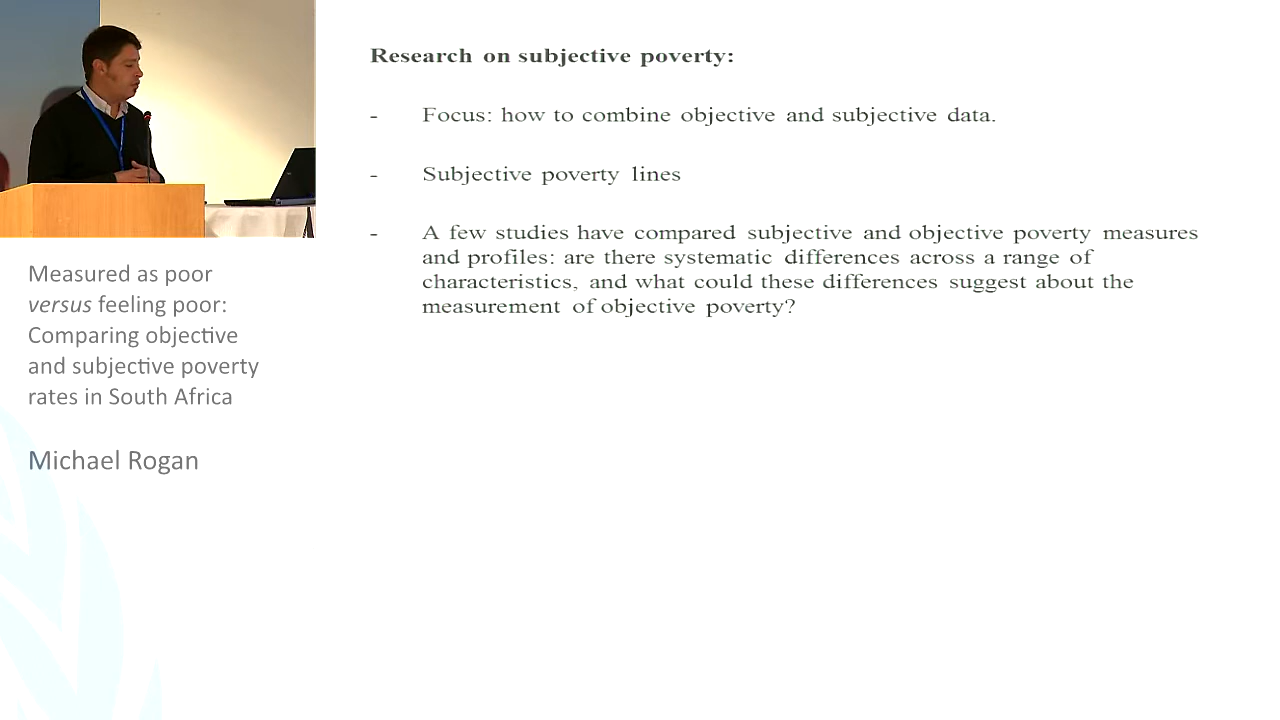 Research on subjective poverty:
- Focus: how to combine objective and subjective data.
- Subjective poverty lines
- A few studies have compared subjective and objective poverty measures
and profiles: are there systematic differences across a range of
characteristics, and what could these differences suggest about the
measurement of objective poverty?
Measured as poor
versus feeling poor:
Comparing objective
and subjective poverty
rates in South Africa
Michael Rogan